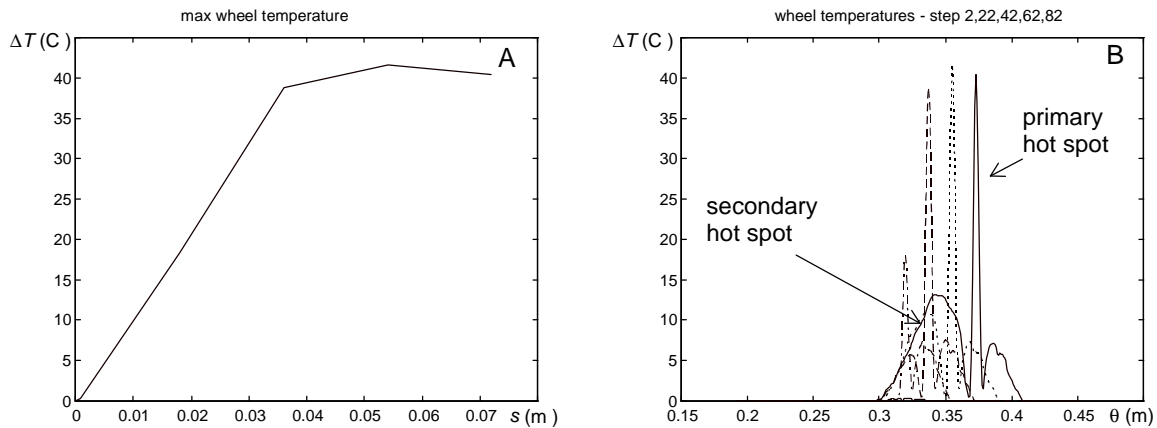 max wheel temperature
ΔT (C)
A
40
35
30
25
20
15
10
5
0
0 0.01 0.02 0.03 0.04 0.05 0.06 0.07 s (m)
wheel temperatures - step 2,22,42,62,82
ΔT (C)
B
40
35
30
25
20
15
10
5
0
primary
hot spot
secondary
hot spot
0.15 0.2 0.3 0.35 0.4 0.45 θ (m)